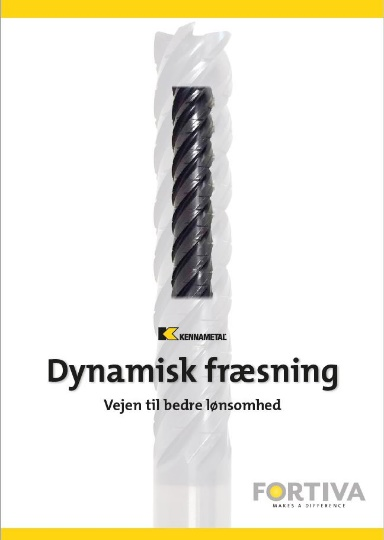 KENNAMETAL
Dynamisk fræsning
Vejen til bedre lønsomhed
FORTIVA
MAKES A DIFFERENCE